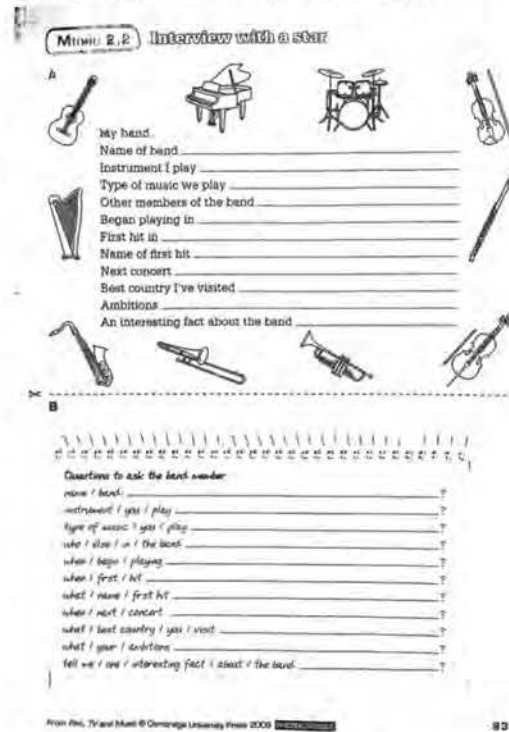 Music 2.2 Interview with a star
A
My band
Name of band
Instrument I play
Type of music we play
Other members of the band
Began playing in
First hit in
Name of first hit
Next concert
Best country I've visited
Ambitions
An interesting fact about the band
B
Questions to ask the band member
name / band: ?
instrument / you / play ?
type of music / you / play ?
who / else / in / the band ?
when / begin / playing ?
when / first / hit ?
what / name / first hit ?
when / next / concert ?
what / best country / you / visit ?
what / your / ambitions ?
tell me / one / interesting fact / about / the band ?
From Film, TV and Music © Cambridge University Press 2009 PHOTOCOPIABLE 93